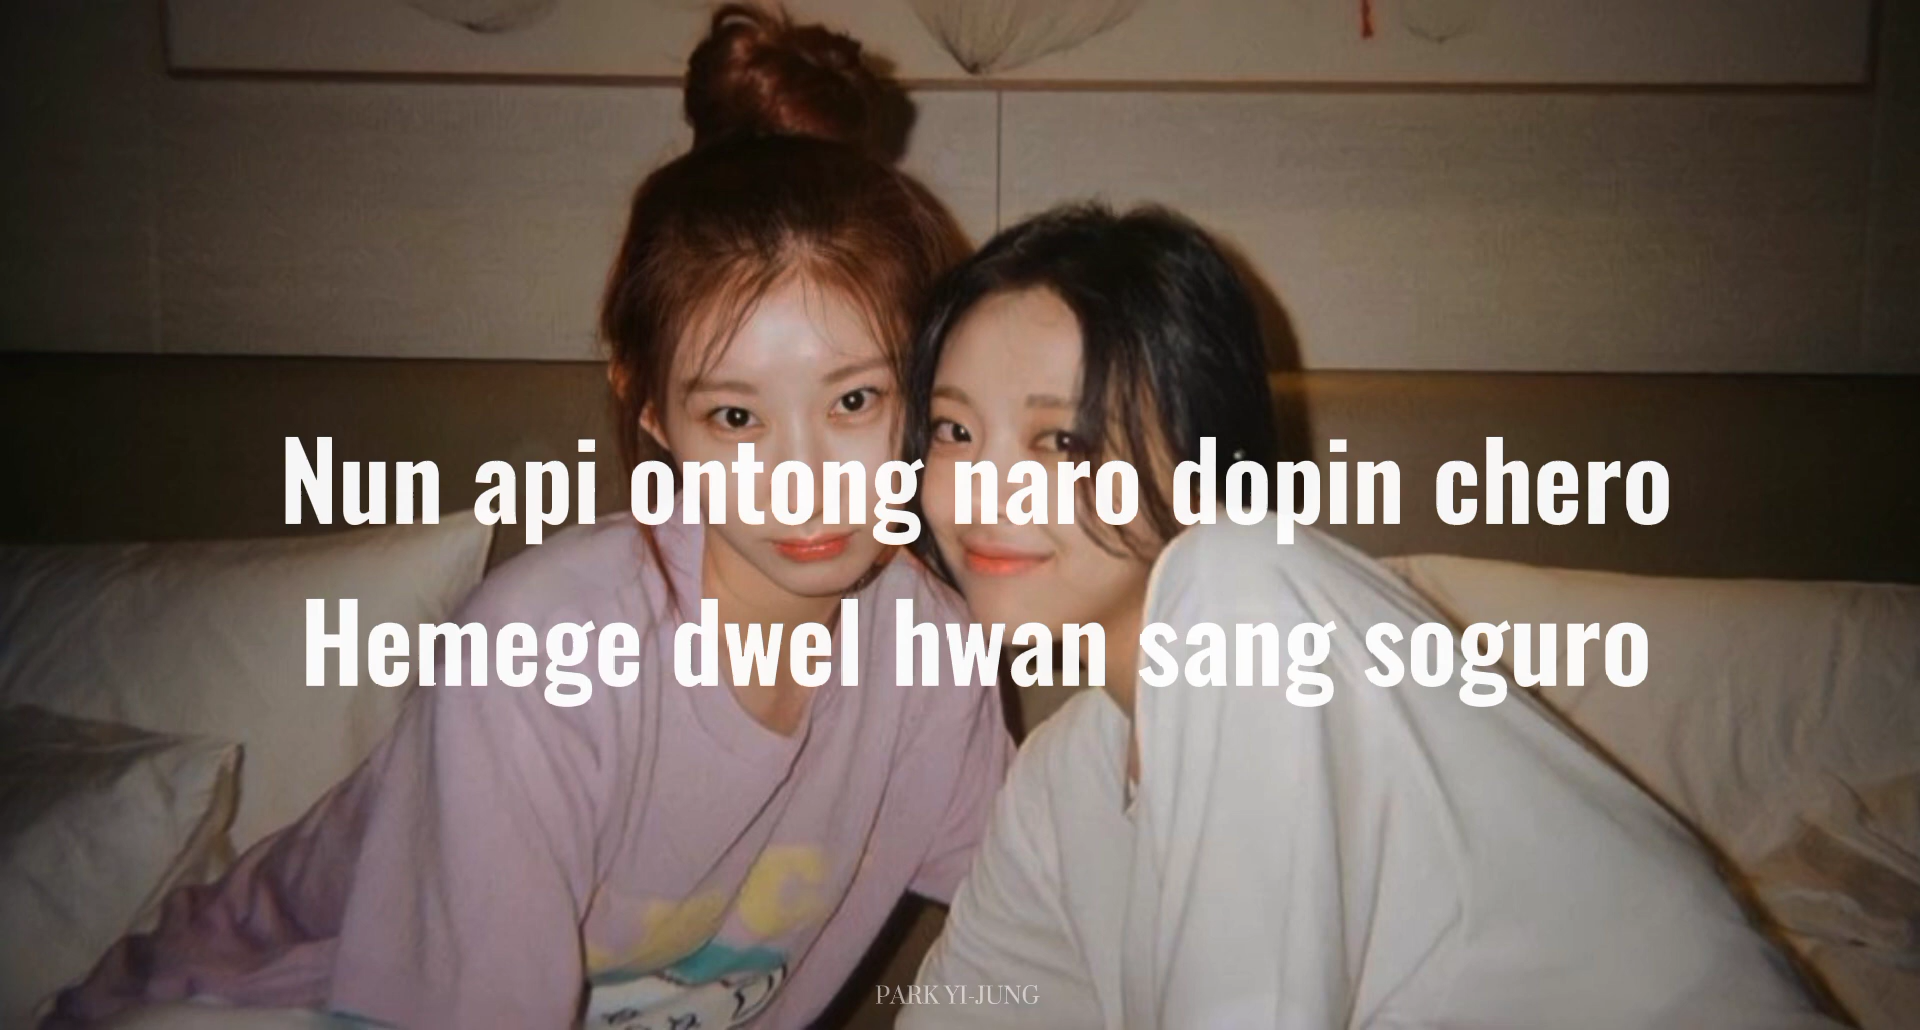 Nun api ontong naro dopin chero
Hemege dwel hwan sang soguro
PARK YI-JUNG